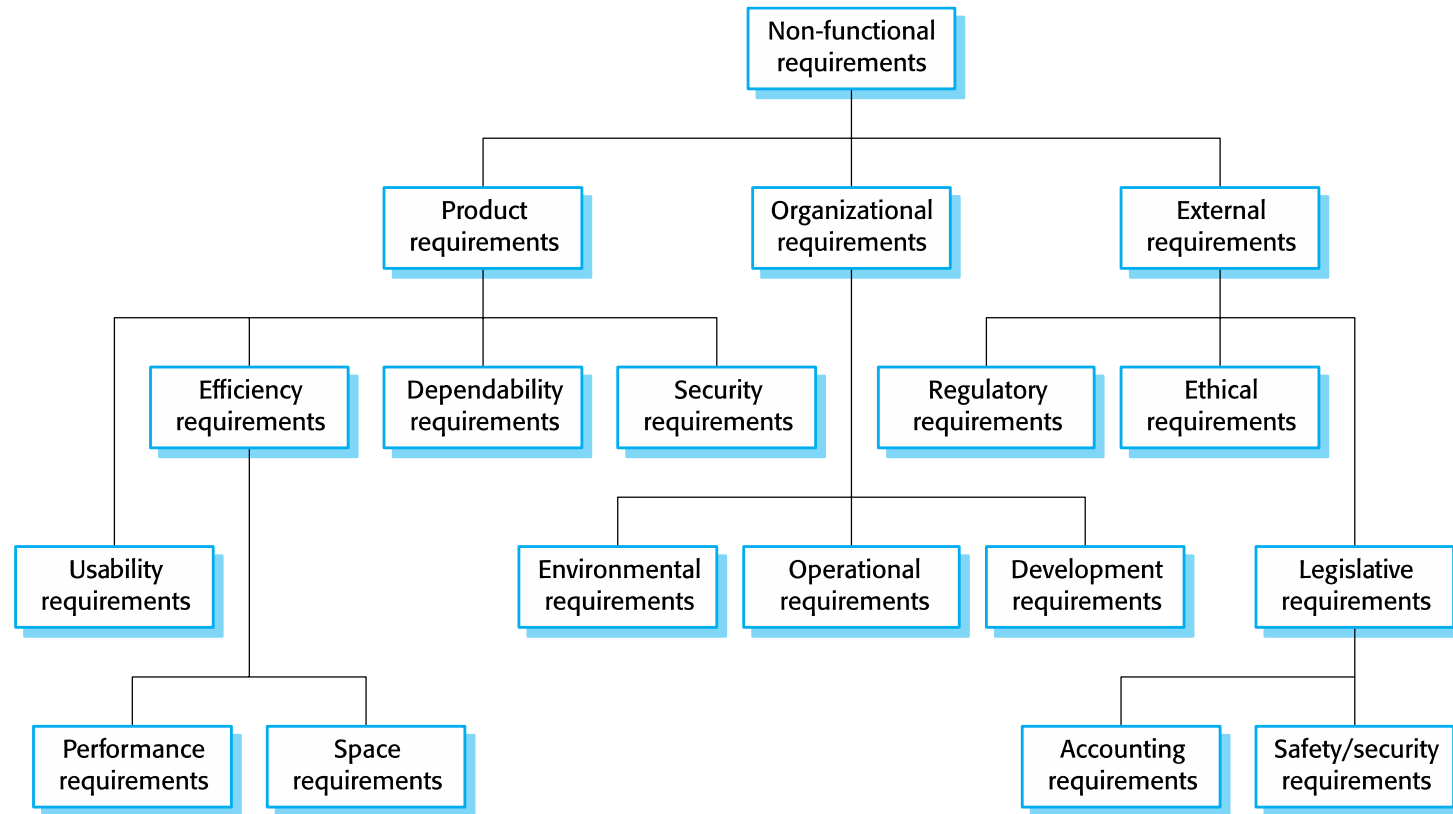 Non-functional
requirements
Product
requirements
Organizational
requirements
External
requirements
Efficiency
requirements
Dependability
requirements
Security
requirements
Regulatory
requirements
Ethical
requirements
Usability
requirements
Environmental
requirements
Operational
requirements
Development
requirements
Legislative
requirements
Performance
requirements
Space
requirements
Accounting
requirements
Safety/security
requirements